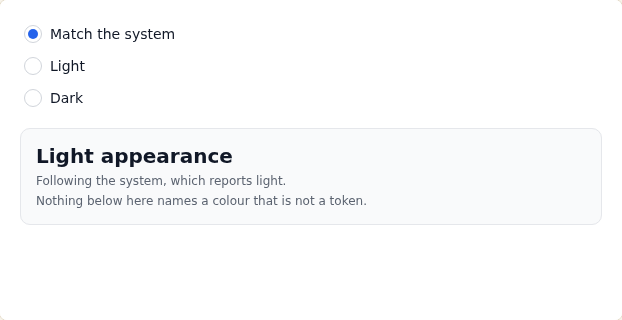 Match the system
Light
Dark
Light appearance
Following the system, which reports light.
Nothing below here names a colour that is not a token.